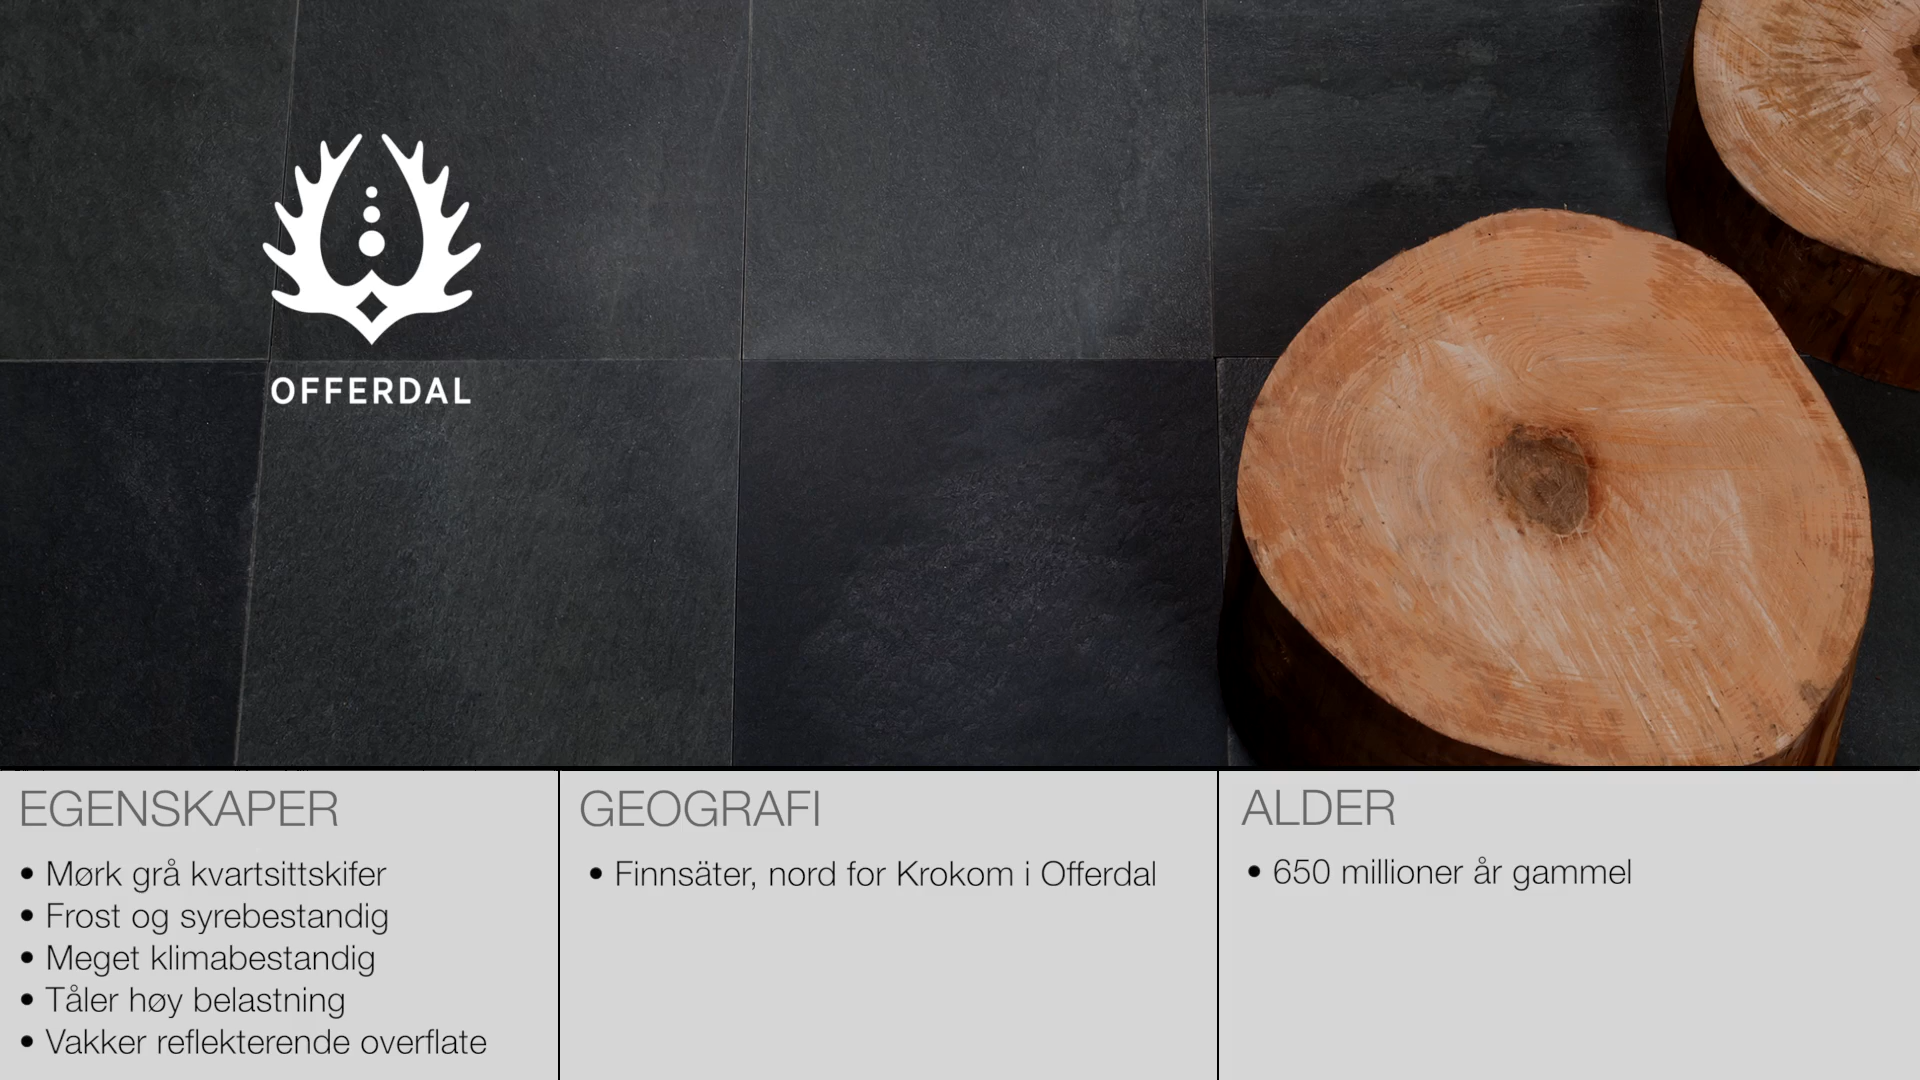 OFFERDAL
EGENSKAPER
• Mørk grå kvartsittskifer
• Frost og syrebestandig
• Meget klimabestandig
• Tåler høy belastning
• Vakker reflekterende overflate
GEOGRAFI
• Finnsäter, nord for Krokom i Offerdal
ALDER
• 650 millioner år gammel